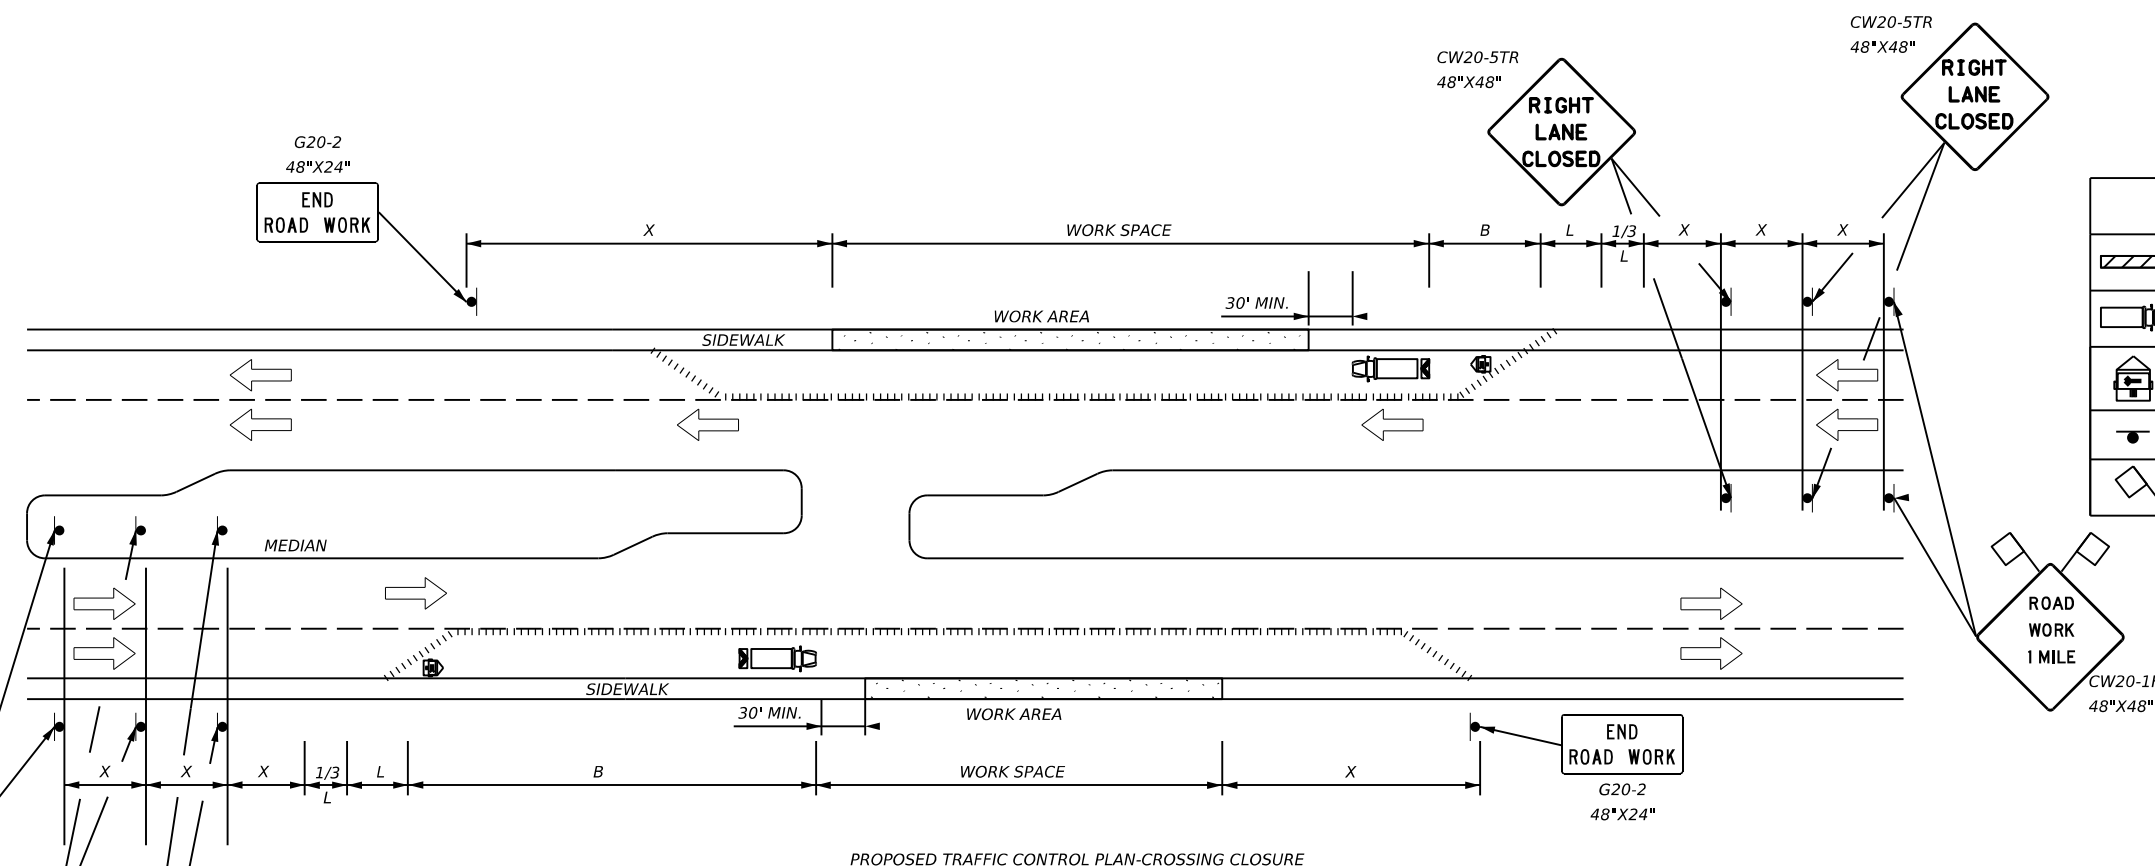 CW20-5TR
48"X48"
RIGHT
LANE
CLOSED
CW20-5TR
48"X48"
RIGHT
LANE
CLOSED
G20-2
48"X24"
END
ROAD WORK
X
WORK SPACE
B
L
1/3
L
X
X
X
30' MIN.
WORK AREA
SIDEWALK
MEDIAN
ROAD
WORK
1 MILE
48"X48"
SIDEWALK
30' MIN.
WORK AREA
END
ROAD WORK
G20-2
48"X24"
X
X
X
1/3
L
L
B
WORK SPACE
X
PROPOSED TRAFFIC CONTROL PLAN-CROSSING CLOSURE